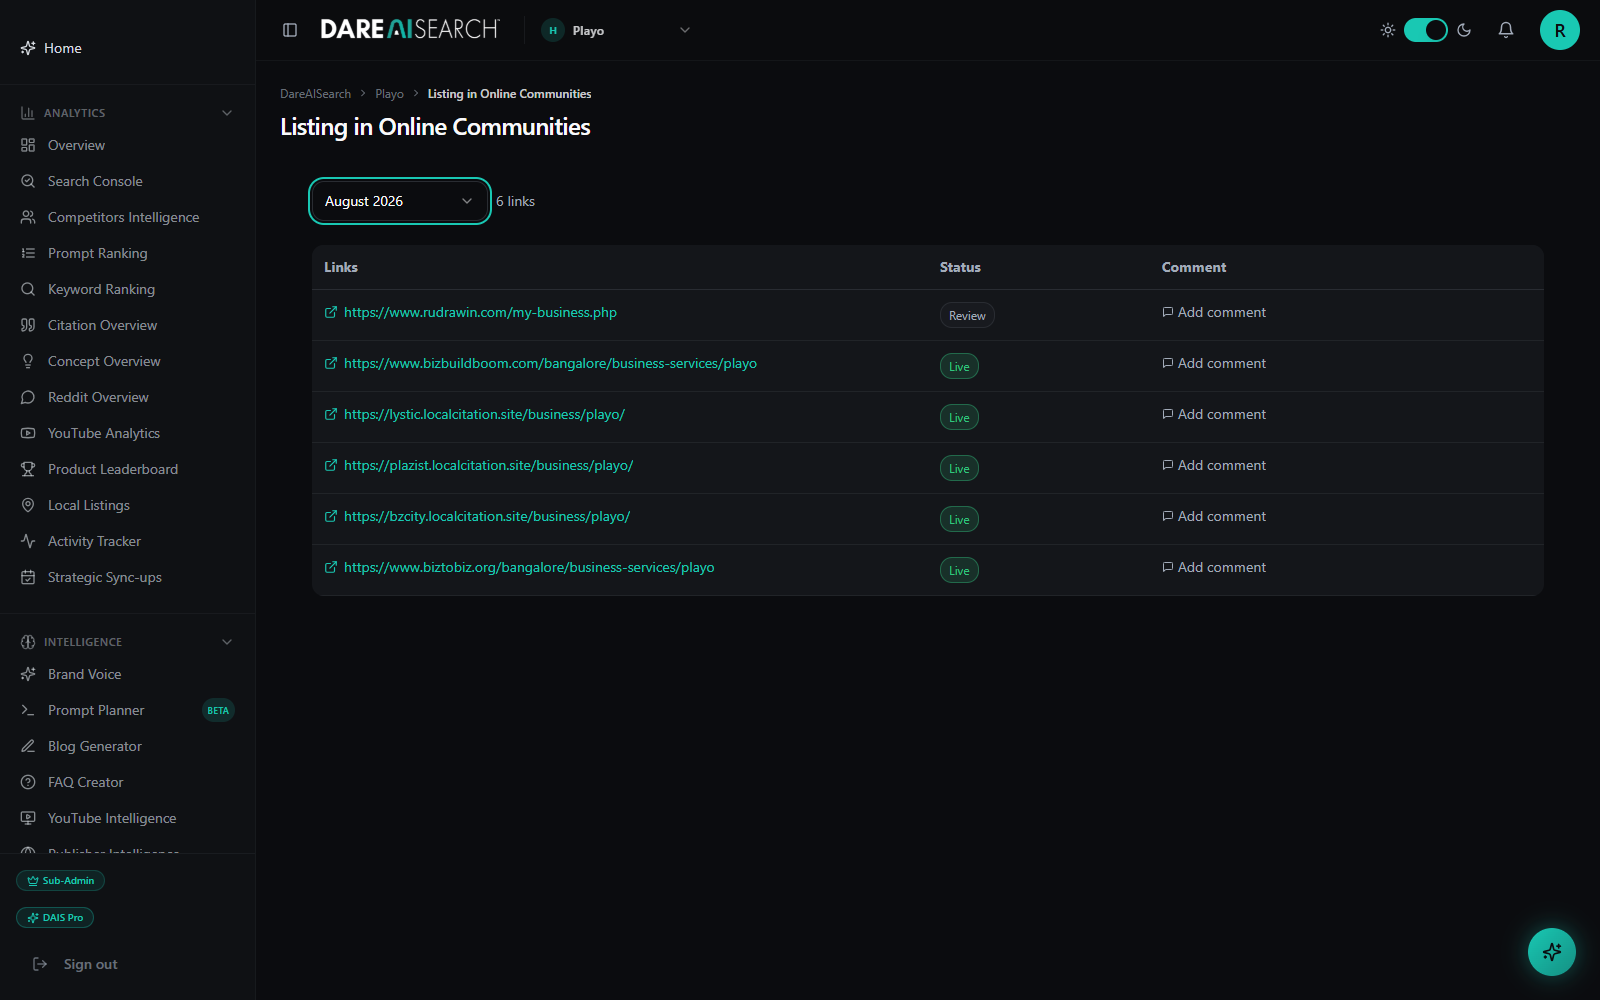 Home
ANALYTICS
Overview
Search Console
Competitors Intelligence
Prompt Ranking
Keyword Ranking
Citation Overview
Concept Overview
Reddit Overview
YouTube Analytics
Product Leaderboard
Local Listings
Activity Tracker
Strategic Sync-ups
INTELLIGENCE
Brand Voice
Prompt Planner BETA
Blog Generator
FAQ Creator
YouTube Intelligence
Publisher Intelligence
Sub-Admin
DAIS Pro
Sign out
DARE AISEARCH
H Playo
R
DareAISearch > Playo > Listing in Online Communities
Listing in Online Communities
August 2026 6 links
Links Status Comment
https://www.rudrawin.com/my-business.php Review Add comment
https://www.bizbuildboom.com/bangalore/business-services/playo Live Add comment
https://lystic.localcitation.site/business/playo/ Live Add comment
https://plazist.localcitation.site/business/playo/ Live Add comment
https://bzcity.localcitation.site/business/playo/ Live Add comment
https://www.biztobiz.org/bangalore/business-services/playo Live Add comment